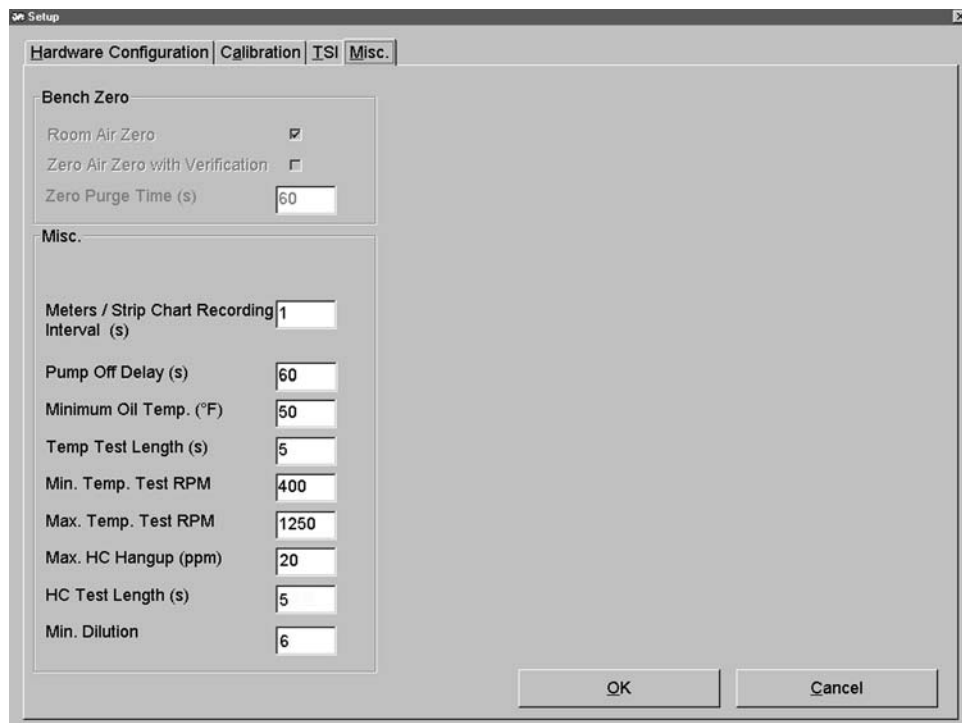 Setup
Hardware Configuration Calibration TSI Misc.
Bench Zero
Room Air Zero
Zero Air Zero with Verification
Zero Purge Time (s) 60
Misc.
Meters / Strip Chart Recording 1
Interval (s)
Pump Off Delay (s) 60
Minimum Oil Temp. (°F) 50
Temp Test Length (s) 5
Min. Temp. Test RPM 400
Max. Temp. Test RPM 1250
Max. HC Hangup (ppm) 20
HC Test Length (s) 5
Min. Dilution 6
OK Cancel